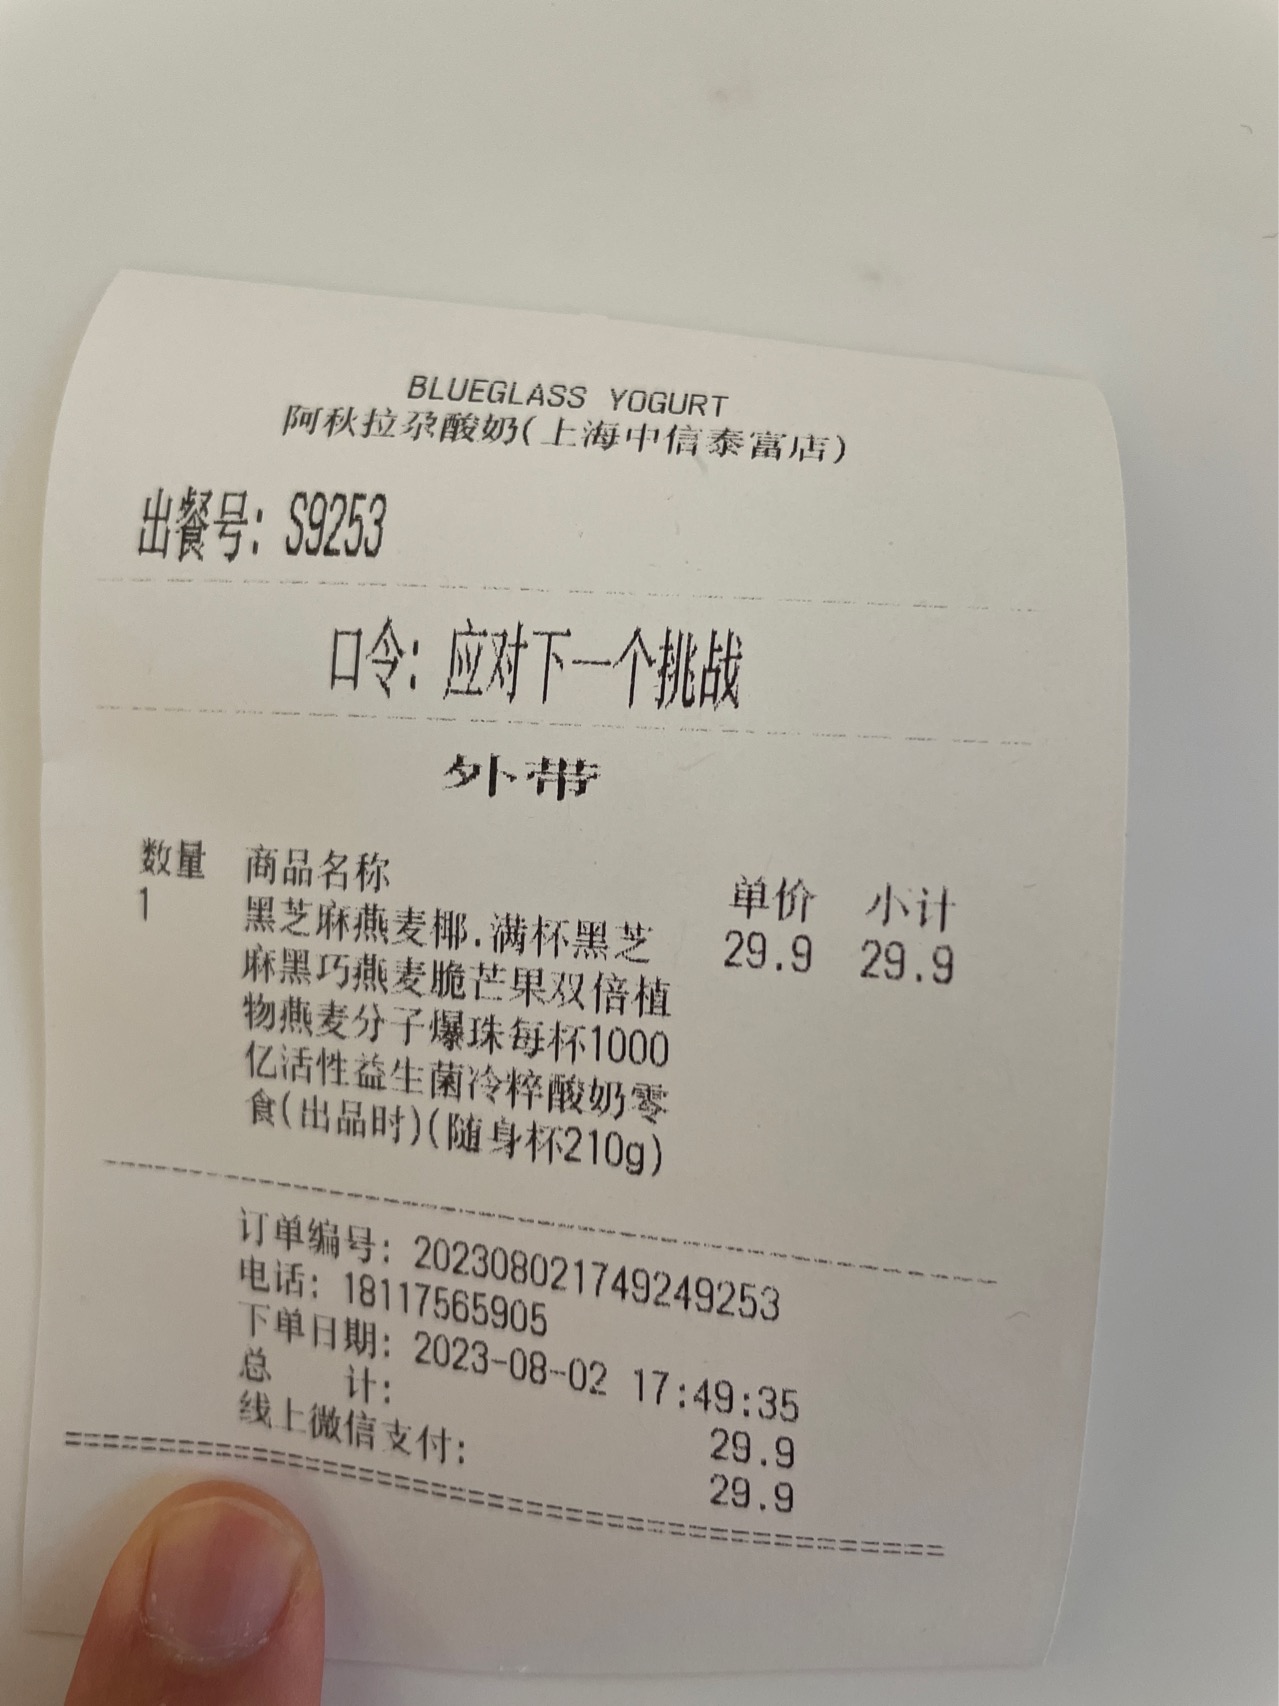 BLUEGLASS YOGURT
阿秋拉尕酸奶(上海中信泰富店)
出餐号: S9253
口令: 应对下一个挑战
外带
数量 商品名称 单价 小计
1 黑芝麻燕麦椰.满杯黑芝 29.9 29.9
麻黑巧燕麦脆芒果双倍植
物燕麦分子爆珠每杯1000
亿活性益生菌冷粹酸奶零
食(出品时)(随身杯210g)
订单编号: 202308021749249253
电话: 18117565905
下单日期: 2023-08-02 17:49:35
总 计: 29.9
线上微信支付: 29.9